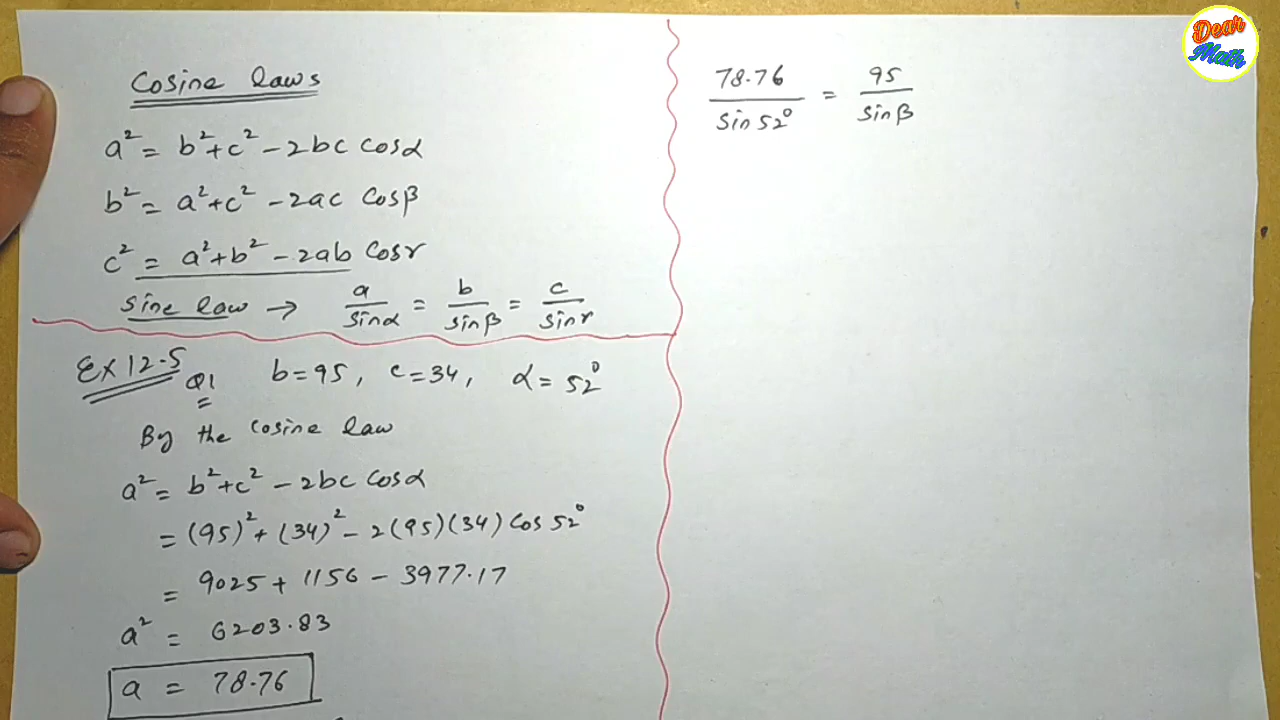 Cosine laws
a² = b²+c² - 2bc cosα
b² = a²+c² - 2ac cosβ
c² = a²+b² - 2ab cosγ
Sine law → a/sinα = b/sinβ = c/sinγ
Ex 12.5
Q1 b=95, c=34, α=52°
By the cosine law
a² = b²+c² - 2bc cosα
= (95)² + (34)² - 2(95)(34) cos 52°
= 9025 + 1156 - 3977.17
a² = 6203.83
a = 78.76
78.76/sin 52° = 95/sinβ
Dear
Math